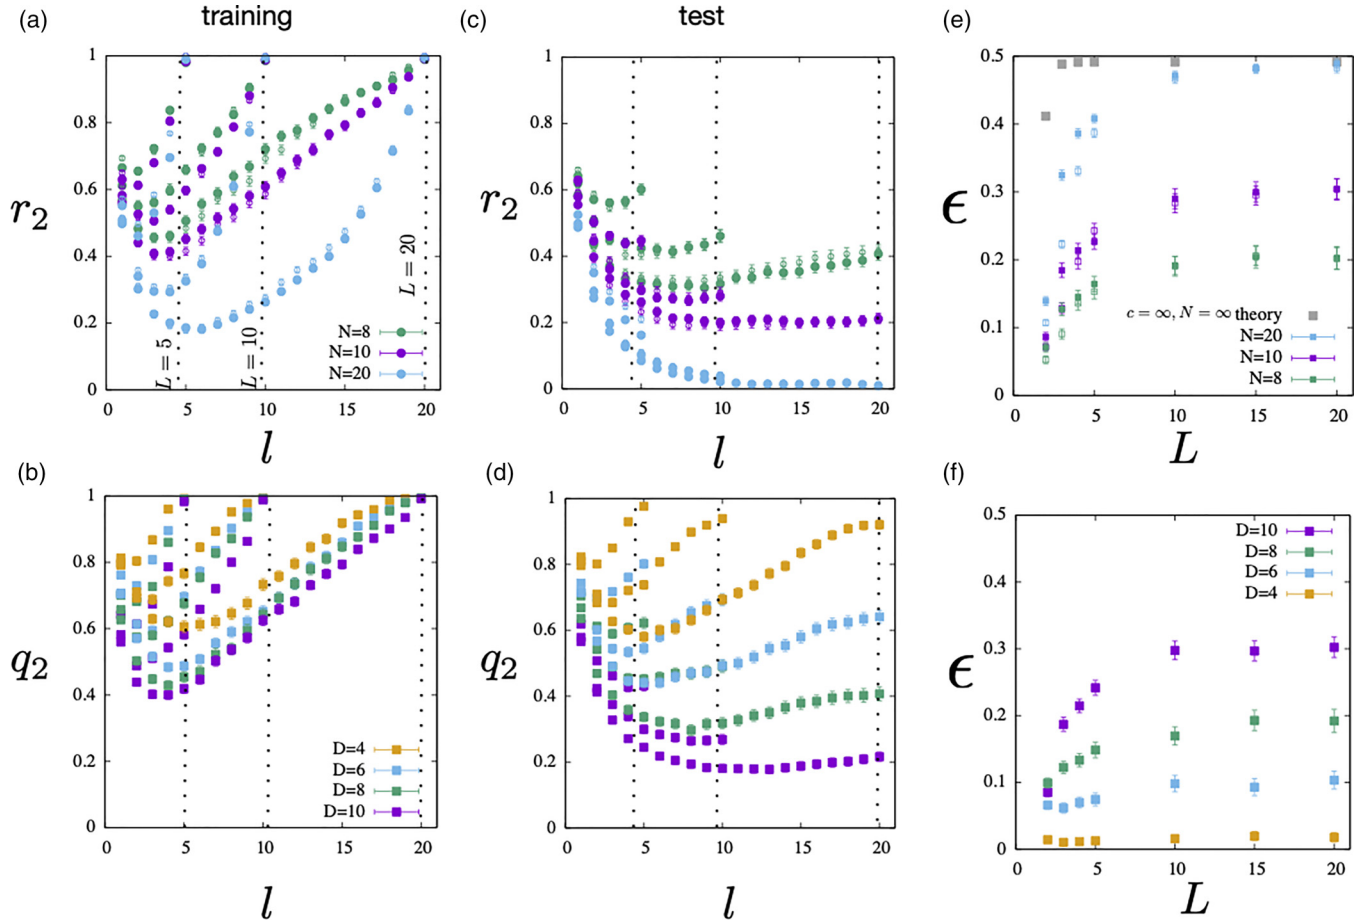 (a) training
1
0.8
0.6
0.4
0.2
0
r₂
L = 5
L = 10
L = 20
N=8
N=10
N=20
0 5 10 15 20
l
(c) test
1
0.8
0.6
0.4
0.2
0
r₂
0 5 10 15 20
l
(e)
0.5
0.4
0.3
0.2
0.1
0
ϵ
c = ∞, N = ∞ theory
N=20
N=10
N=8
0 5 10 15 20
L
(b)
1
0.8
0.6
0.4
0.2
0
q₂
D=4
D=6
D=8
D=10
0 5 10 15 20
l
(d)
1
0.8
0.6
0.4
0.2
0
q₂
0 5 10 15 20
l
(f)
0.5
0.4
0.3
0.2
0.1
0
ϵ
D=10
D=8
D=6
D=4
0 5 10 15 20
L